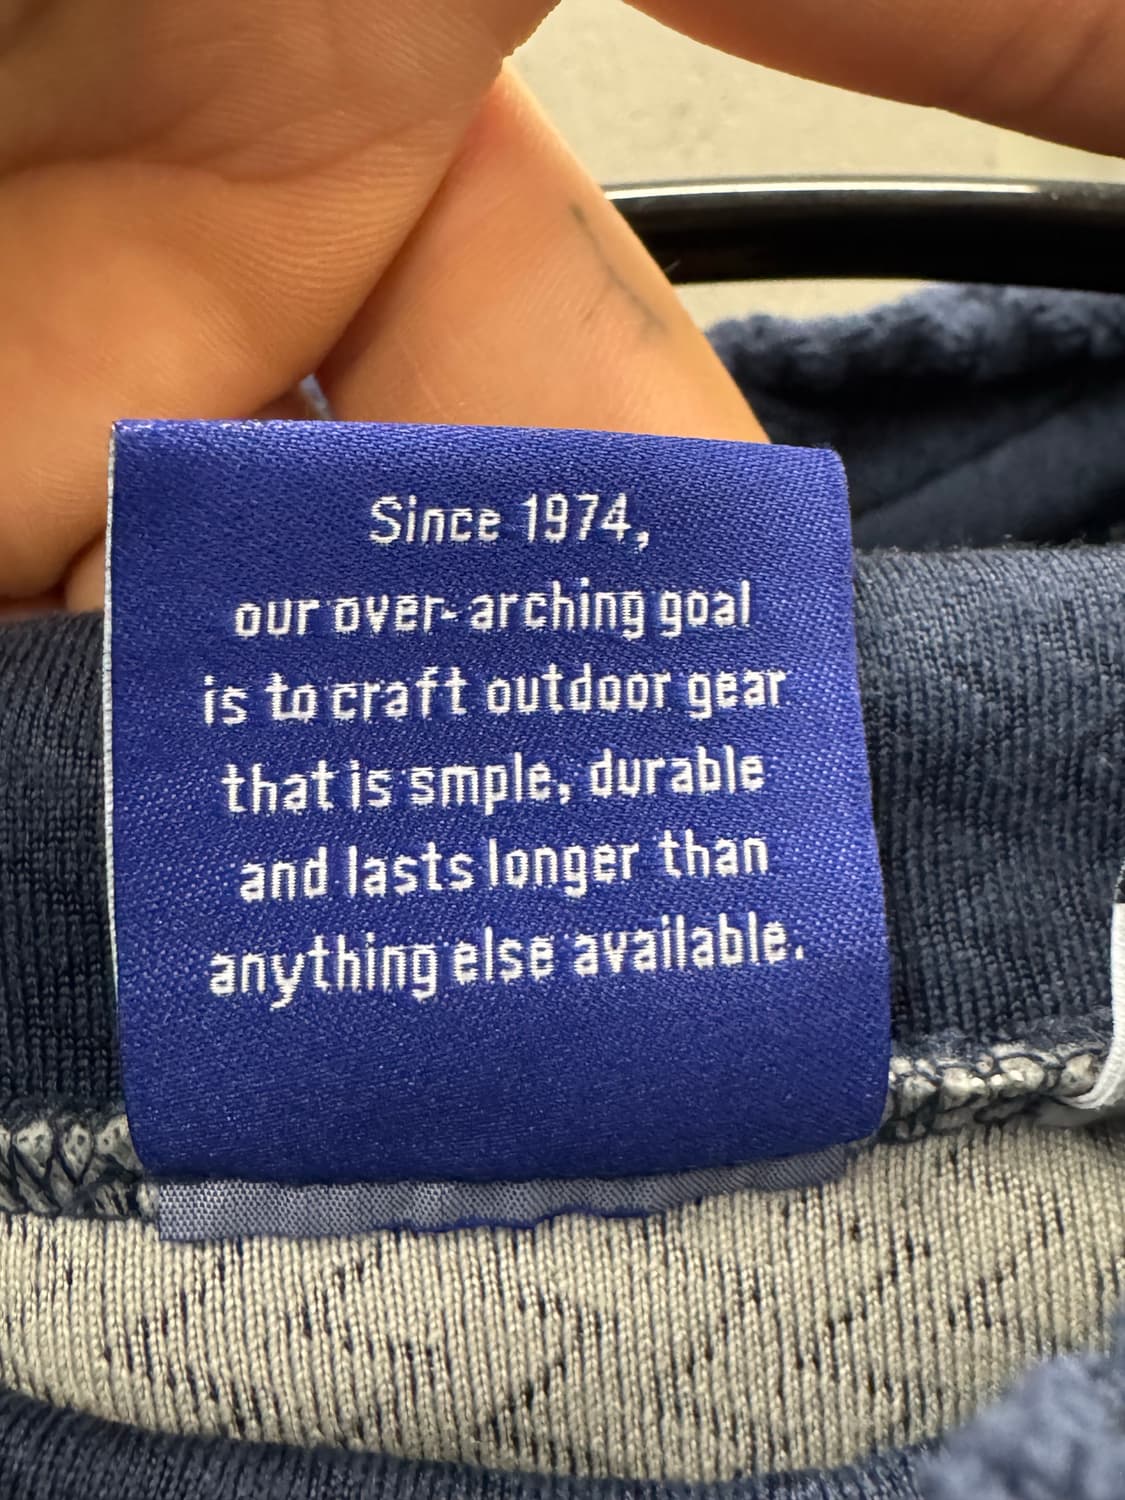 Since 1974,
our over-arching goal
is to craft outdoor gear
that is smple, durable
and lasts longer than
anything else available.